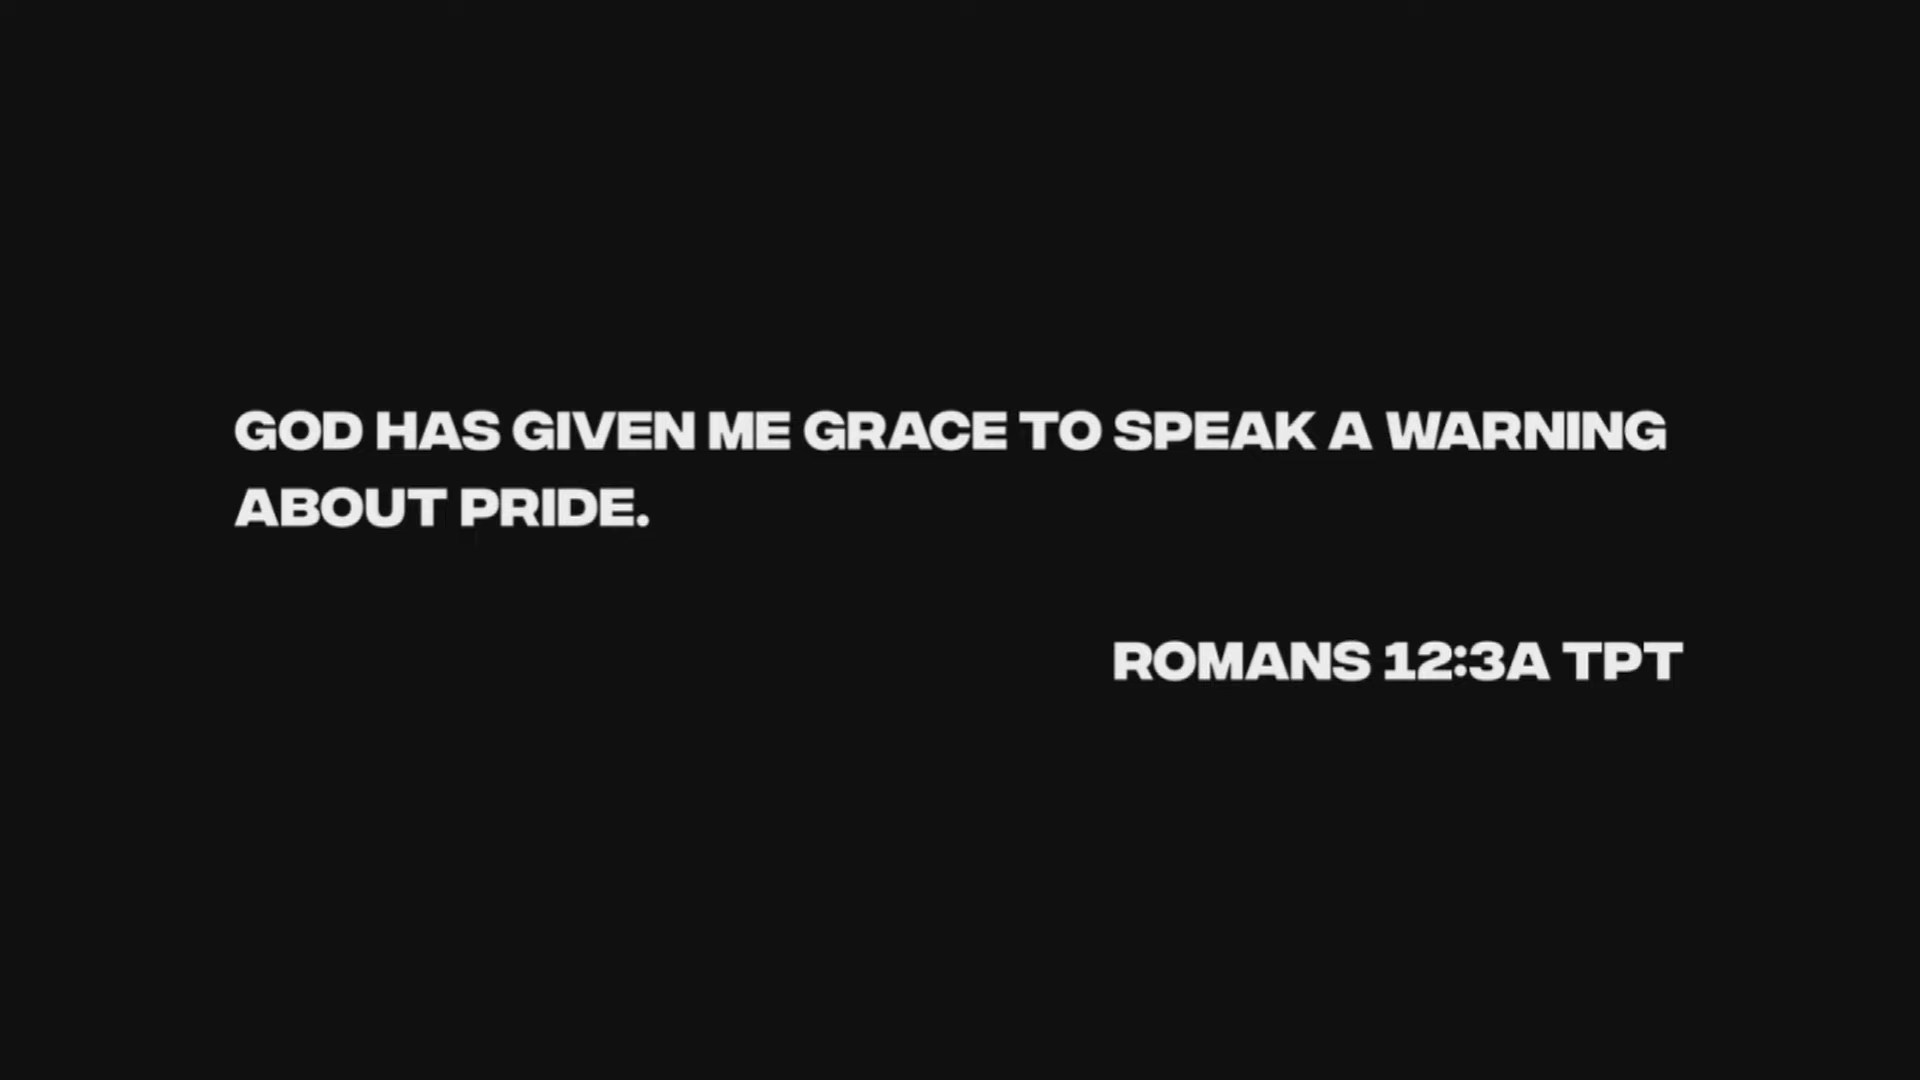 GOD HAS GIVEN ME GRACE TO SPEAK A WARNING
ABOUT PRIDE.
ROMANS 12:3A TPT